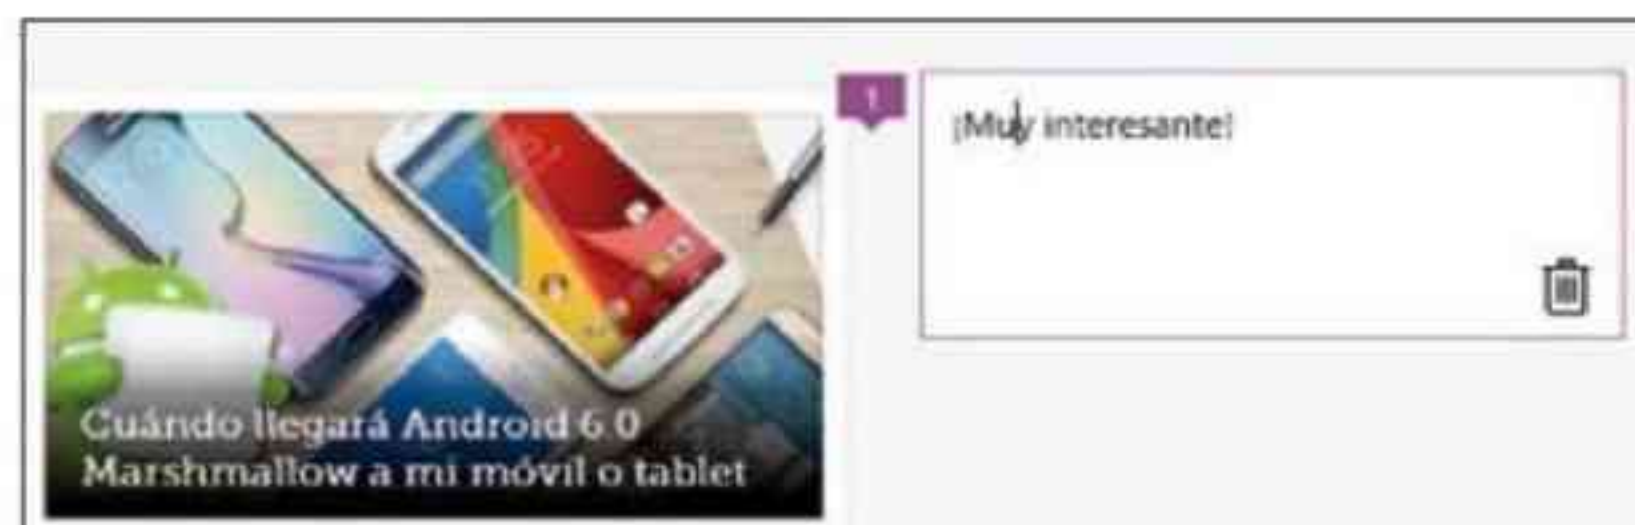 1
¡Muy interesante!
Cuándo llegará Android 6.0
Marshmallow a mi móvil o tablet